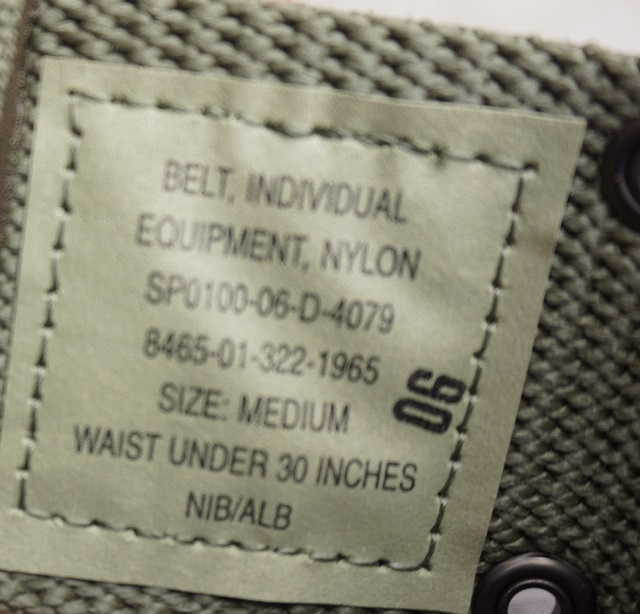 BELT, INDIVIDUAL
EQUIPMENT, NYLON
SP0100-06-D-4079
8465-01-322-1965
SIZE: MEDIUM
WAIST UNDER 30 INCHES
NIB/ALB
06